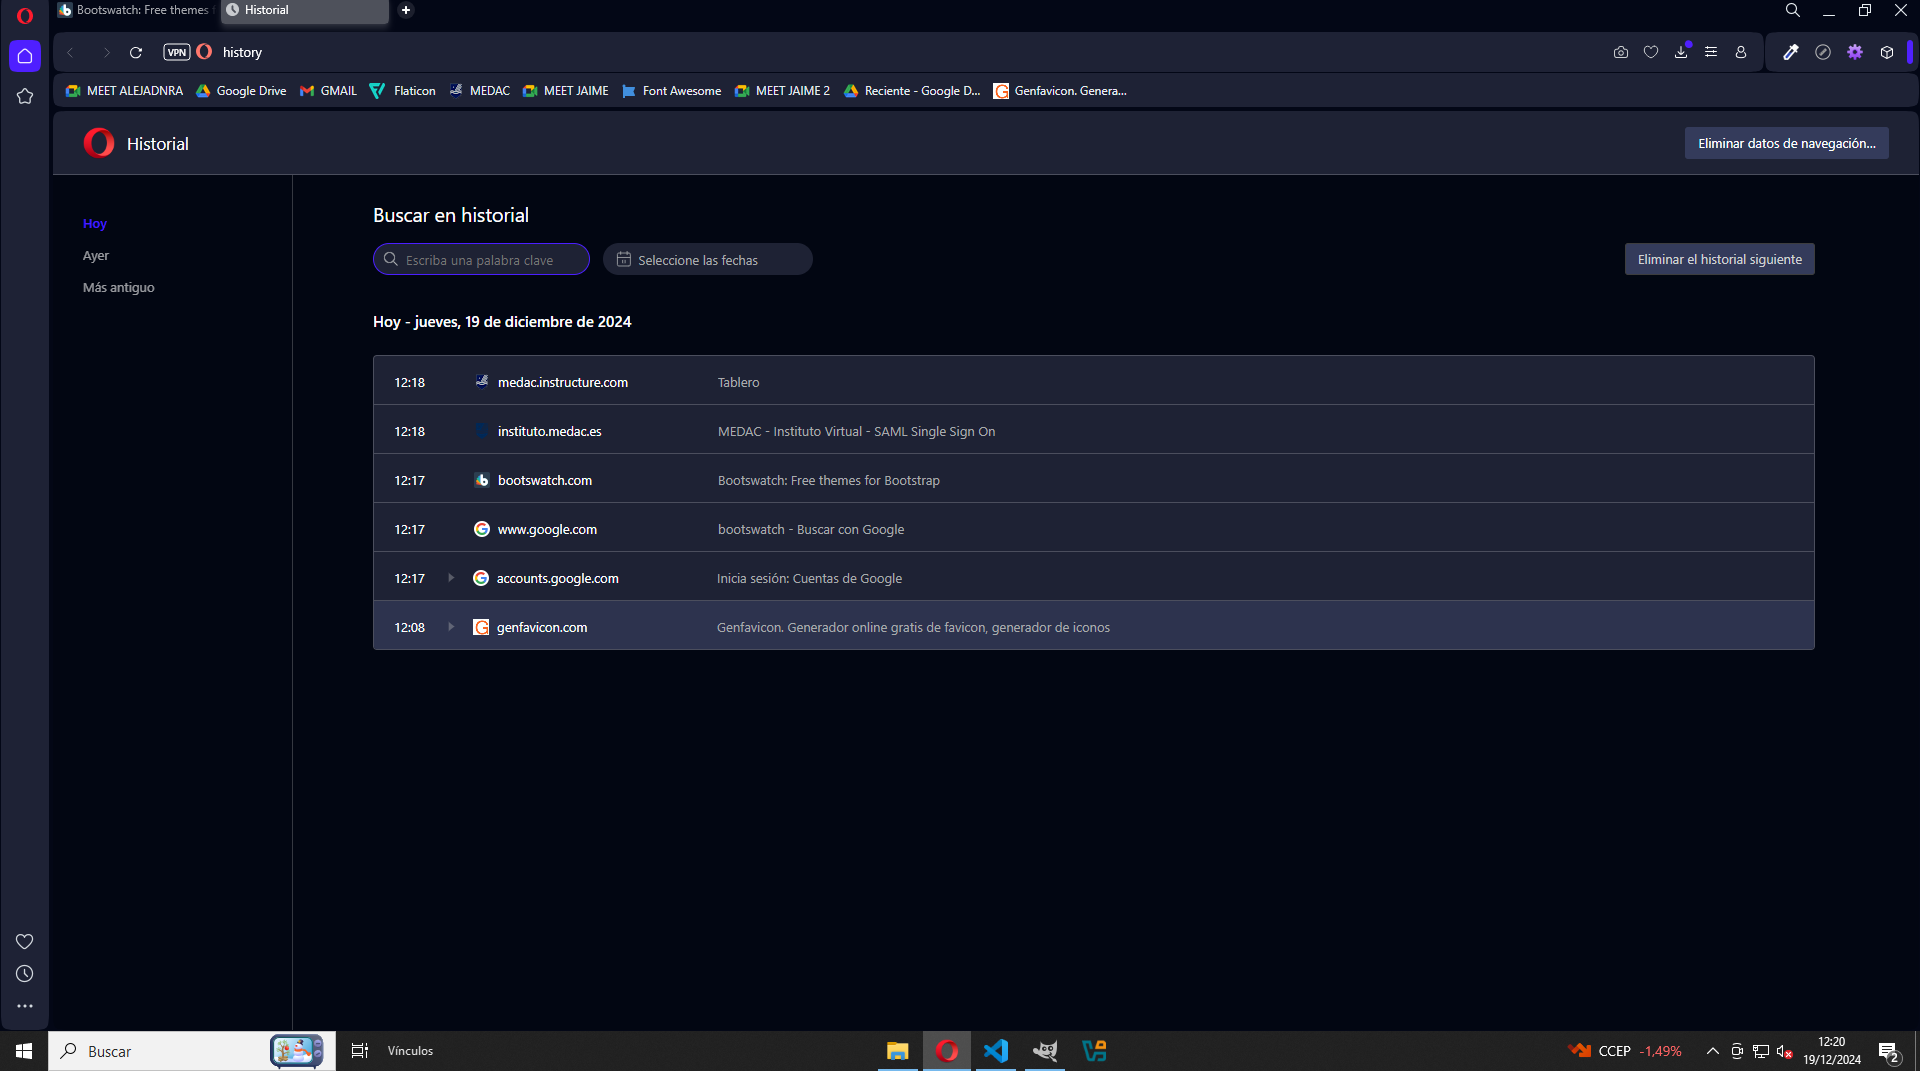 Bootswatch: Free themes
Historial
VPN
history
MEET ALEJADNRA
Google Drive
GMAIL
Flaticon
MEDAC
MEET JAIME
Font Awesome
MEET JAIME 2
Reciente - Google D...
Genfavicon. Genera...
Historial
Eliminar datos de navegación...
Hoy
Ayer
Más antiguo
Buscar en historial
Escriba una palabra clave
Seleccione las fechas
Eliminar el historial siguiente
Hoy - jueves, 19 de diciembre de 2024
12:18 medac.instructure.com Tablero
12:18 instituto.medac.es MEDAC - Instituto Virtual - SAML Single Sign On
12:17 bootswatch.com Bootswatch: Free themes for Bootstrap
12:17 www.google.com bootswatch - Buscar con Google
12:17 accounts.google.com Inicia sesión: Cuentas de Google
12:08 genfavicon.com Genfavicon. Generador online gratis de favicon, generador de iconos
Buscar
Vínculos
CCEP -1,49%
12:20
19/12/2024
2